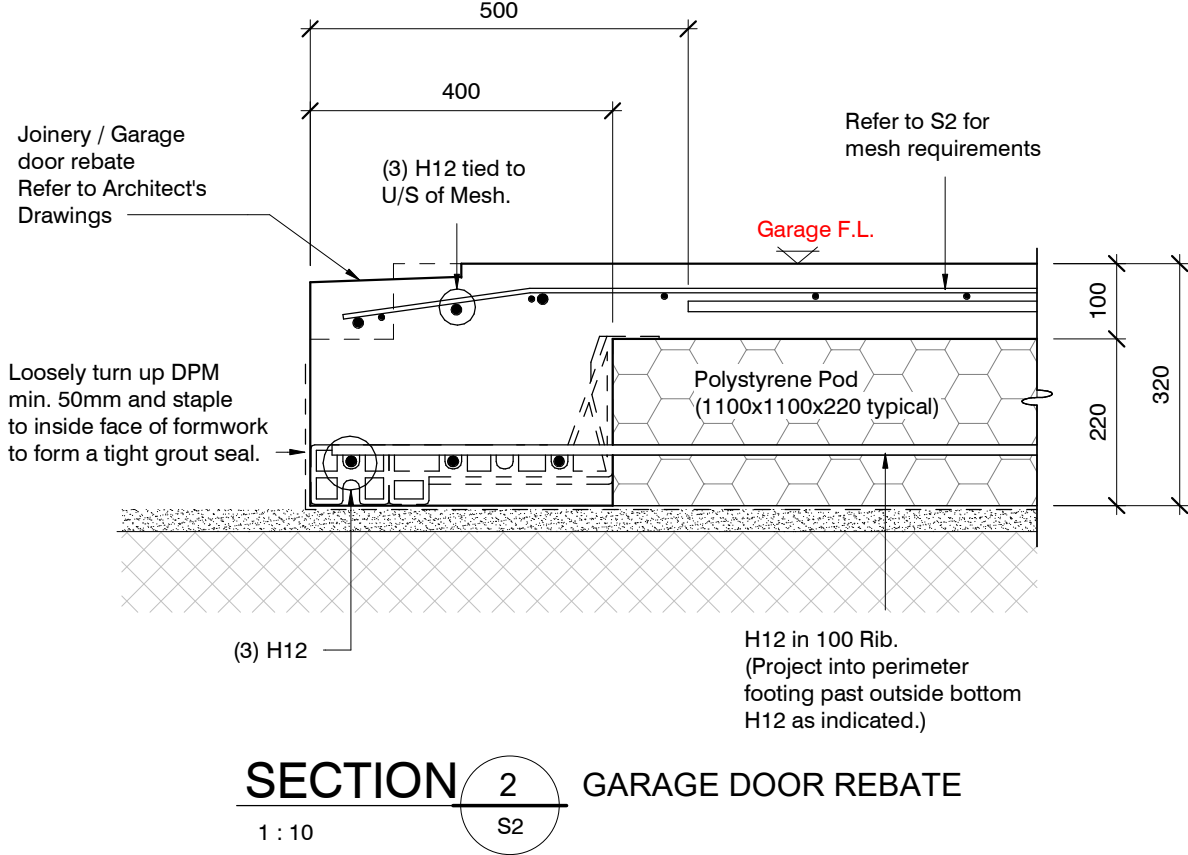 500
400
Joinery / Garage
door rebate
Refer to Architect's
Drawings
(3) H12 tied to
U/S of Mesh.
Refer to S2 for
mesh requirements
Garage F.L.
100
220
320
Loosely turn up DPM
min. 50mm and staple
to inside face of formwork
to form a tight grout seal.
Polystyrene Pod
(1100x1100x220 typical)
(3) H12
H12 in 100 Rib.
(Project into perimeter
footing past outside bottom
H12 as indicated.)
SECTION 2 GARAGE DOOR REBATE
S2
1 : 10